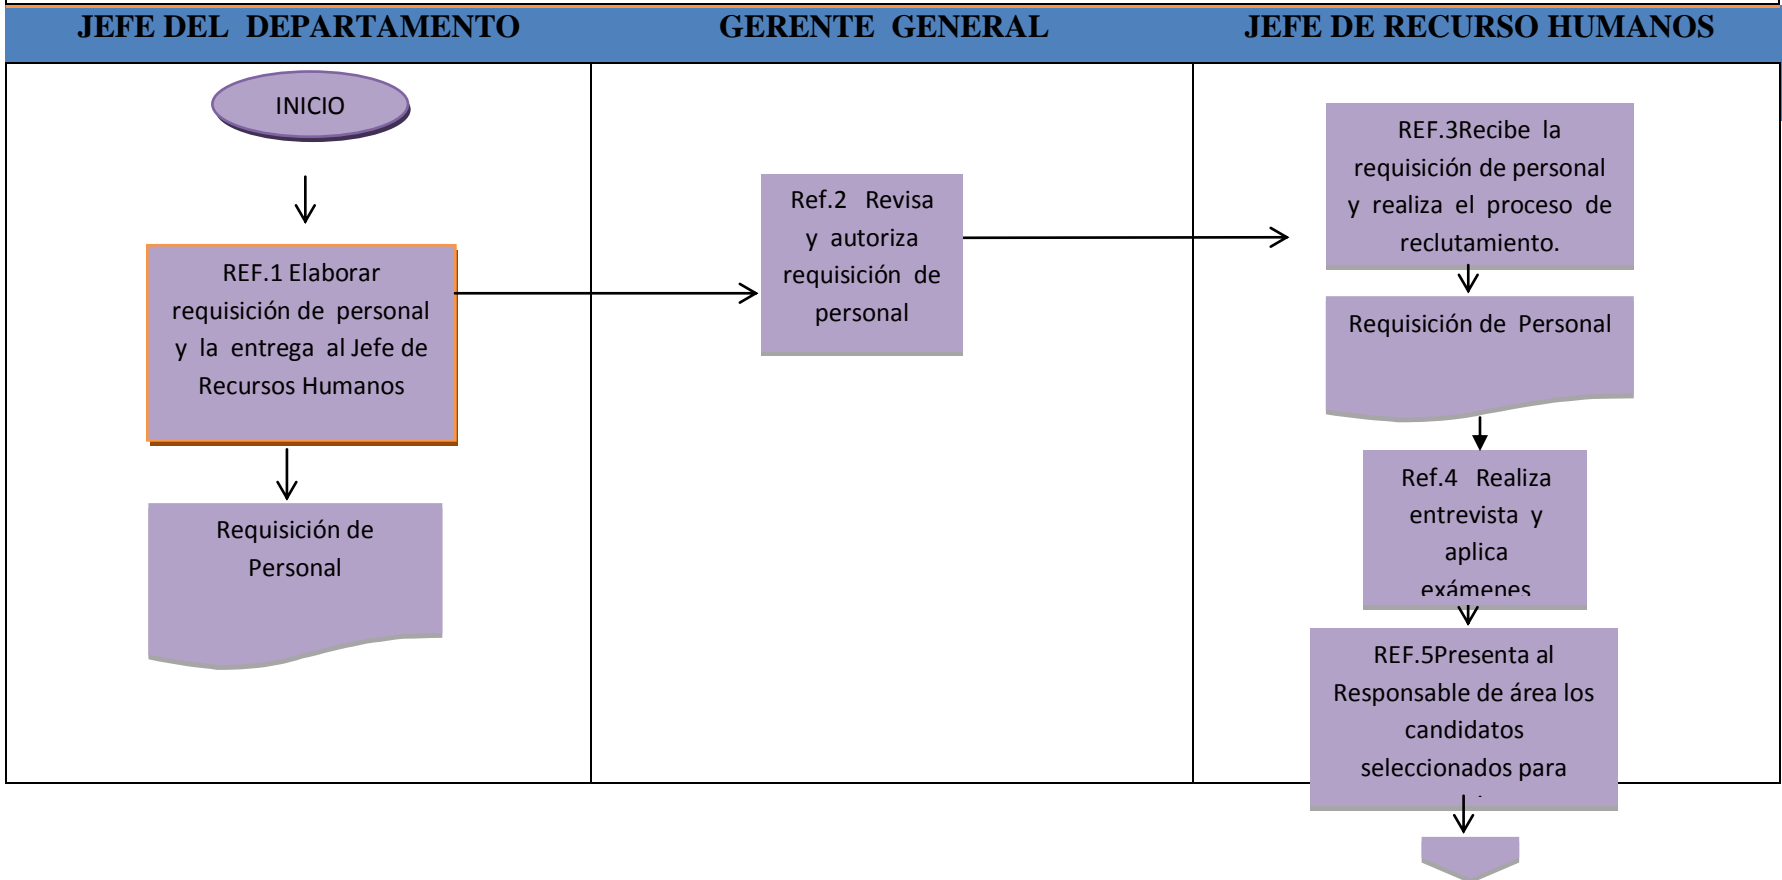 JEFE DEL DEPARTAMENTO
GERENTE GENERAL
JEFE DE RECURSO HUMANOS
INICIO
REF.1 Elaborar
requisición de personal
y la entrega al Jefe de
Recursos Humanos
Requisición de
Personal
Ref.2 Revisa
y autoriza
requisición de
personal
REF.3Recibe la
requisición de personal
y realiza el proceso de
reclutamiento.
Requisición de Personal
Ref.4 Realiza
entrevista y
aplica
exámenes
REF.5Presenta al
Responsable de área los
candidatos
seleccionados para